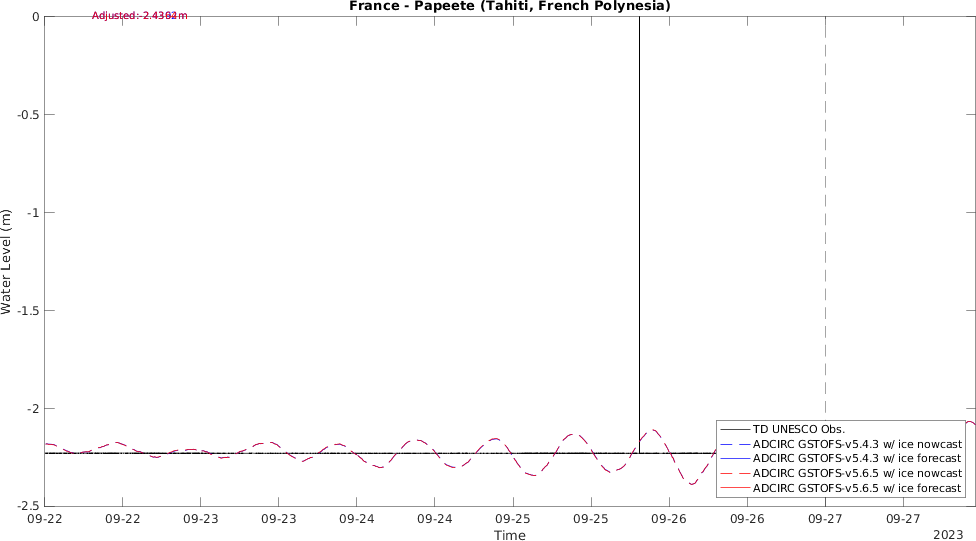 France - Papeete (Tahiti, French Polynesia)
Adjusted:
0
-0.5
-1
-1.5
-2
-2.5
Water Level (m)
TD UNESCO Obs.
ADCIRC GSTOFS-v5.4.3 w/ ice nowcast
ADCIRC GSTOFS-v5.4.3 w/ ice forecast
ADCIRC GSTOFS-v5.6.5 w/ ice nowcast
ADCIRC GSTOFS-v5.6.5 w/ ice forecast
09-22 09-22 09-23 09-23 09-24 09-24 09-25 09-25 09-26 09-26 09-27 09-27
Time
2023